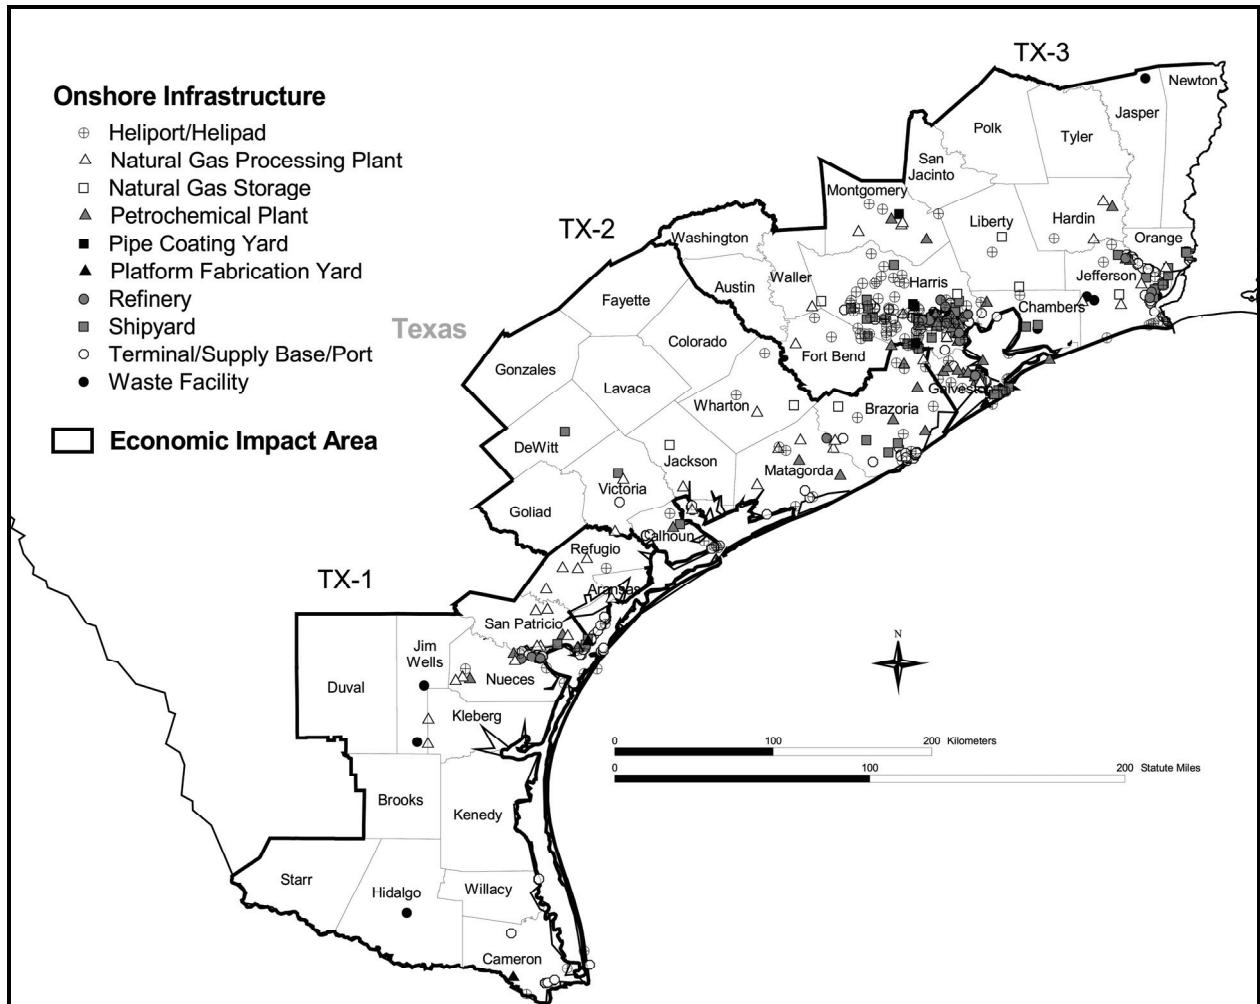 TX-3
Newton
Onshore Infrastructure
Jasper
Heliport/Helipad
Polk
Tyler
Natural Gas Processing Plant
San
Jacinto
Natural Gas Storage
Montgomery
Petrochemical Plant
Liberty
Hardin
Pipe Coating Yard
TX-2
Washington
Orange
Platform Fabrication Yard
Waller
Harris
Jefferson
Refinery
Austin
Shipyard
Fayette
Chambers
Texas
Terminal/Supply Base/Port
Colorado
Fort Bend
Waste Facility
Gonzales
Lavaca
Galveston
Wharton
Brazoria
Economic Impact Area
DeWitt
Jackson
Matagorda
Victoria
Goliad
Calhoun
Refugio
TX-1
Aransas
San Patricio
N
Jim
Wells
Nueces
Duval
Kleberg
0 100 200 Kilometers
0 100 200 Statute Miles
Brooks
Kenedy
Starr
Willacy
Hidalgo
Cameron